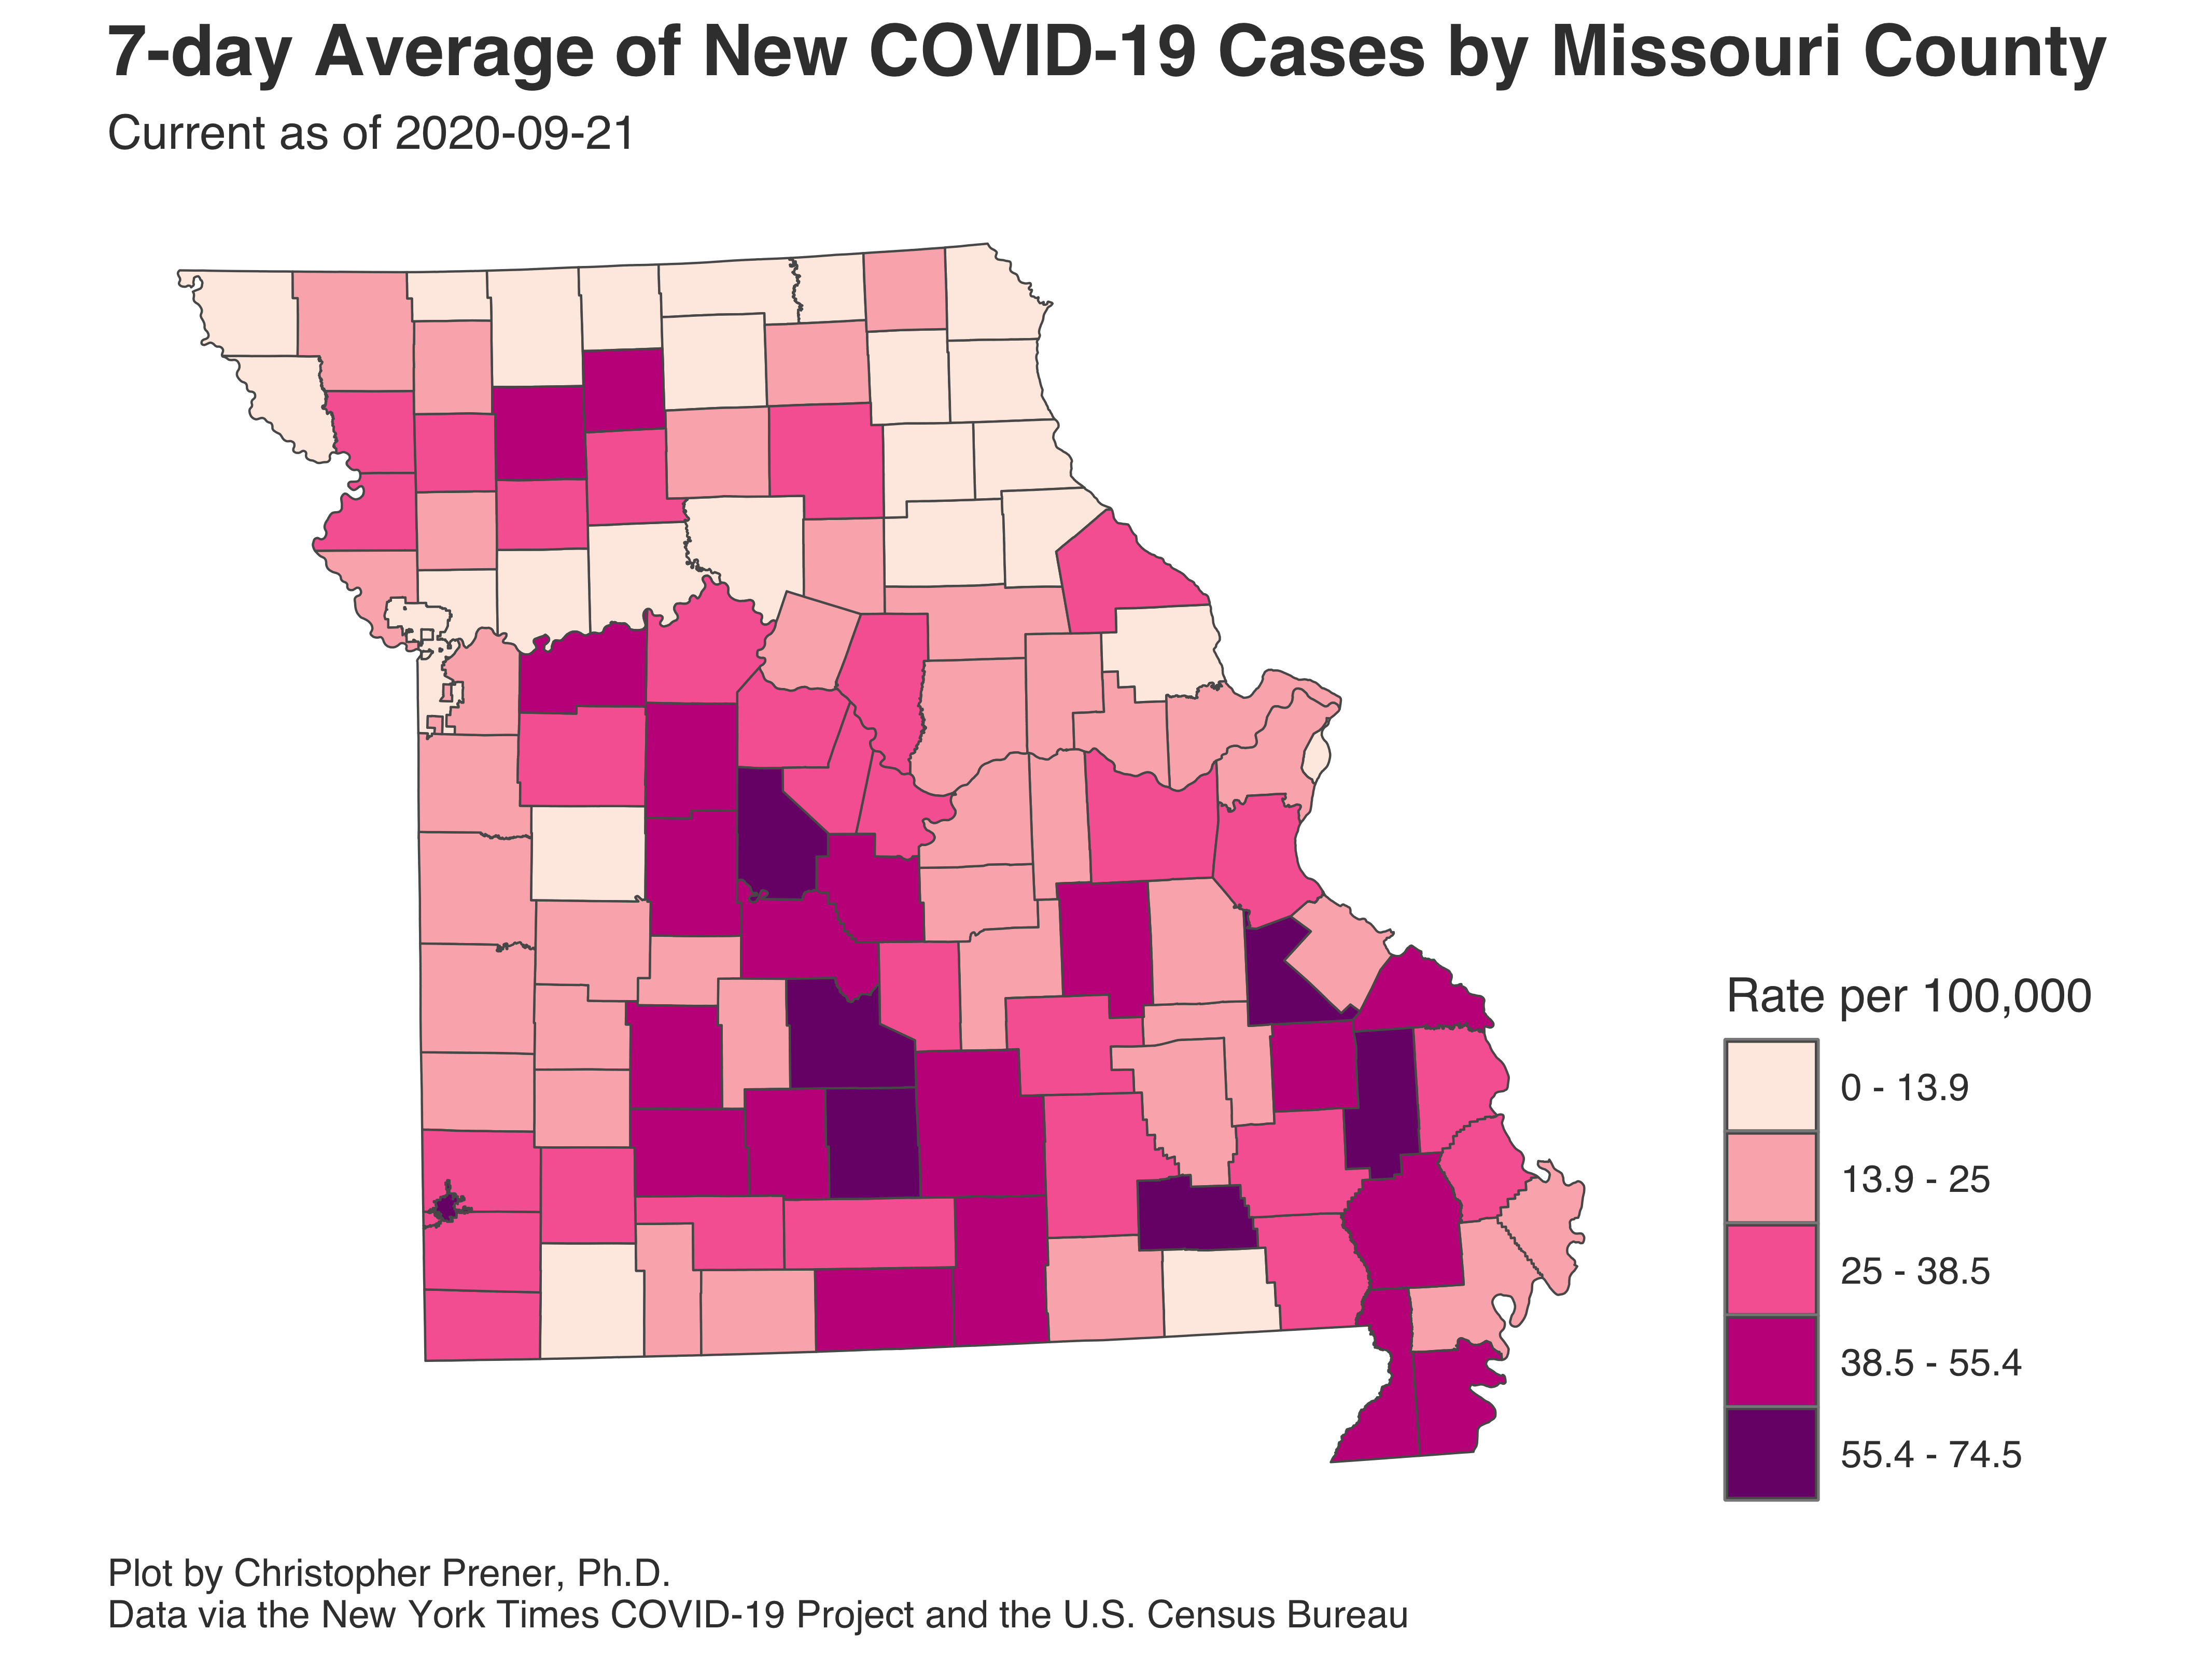 7-day Average of New COVID-19 Cases by Missouri County
Current as of 2020-09-21
Rate per 100,000
0 - 13.9
13.9 - 25
25 - 38.5
38.5 - 55.4
55.4 - 74.5
Plot by Christopher Prener, Ph.D.
Data via the New York Times COVID-19 Project and the U.S. Census Bureau